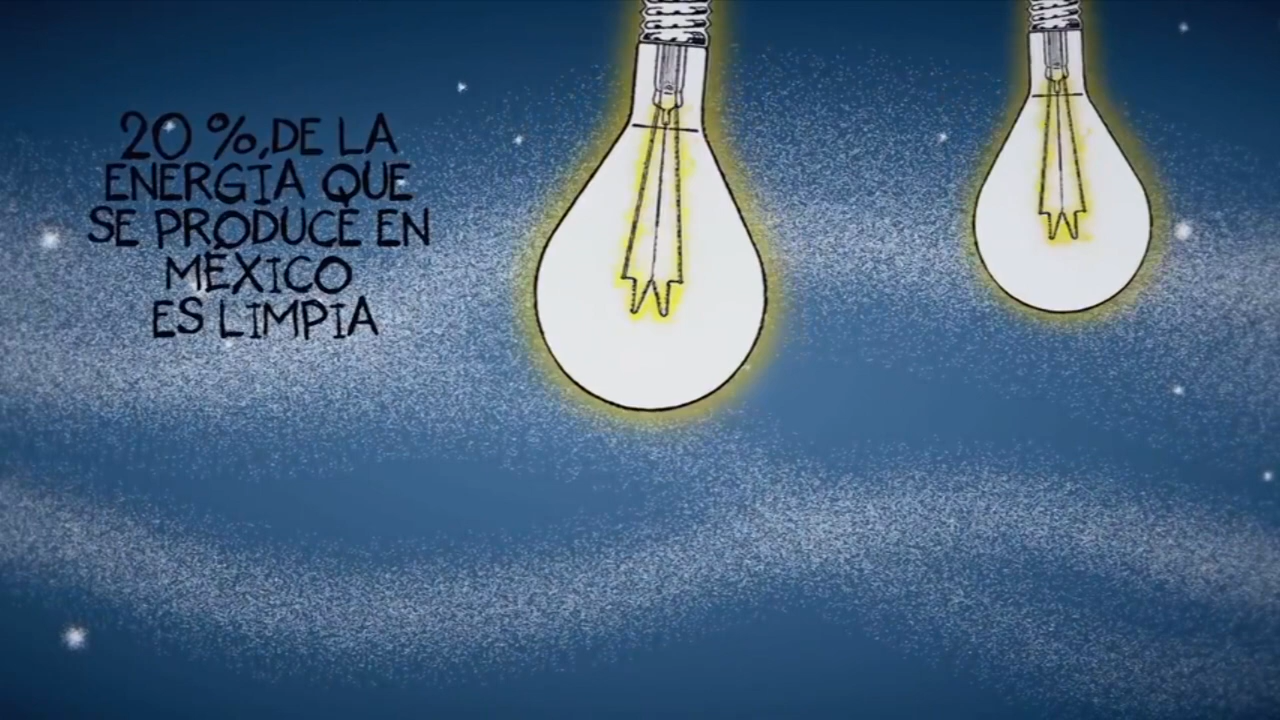 20 % DE LA
ENERGÍA QUE
SE PRODUCE EN
MÉXICO
ES LIMPIA